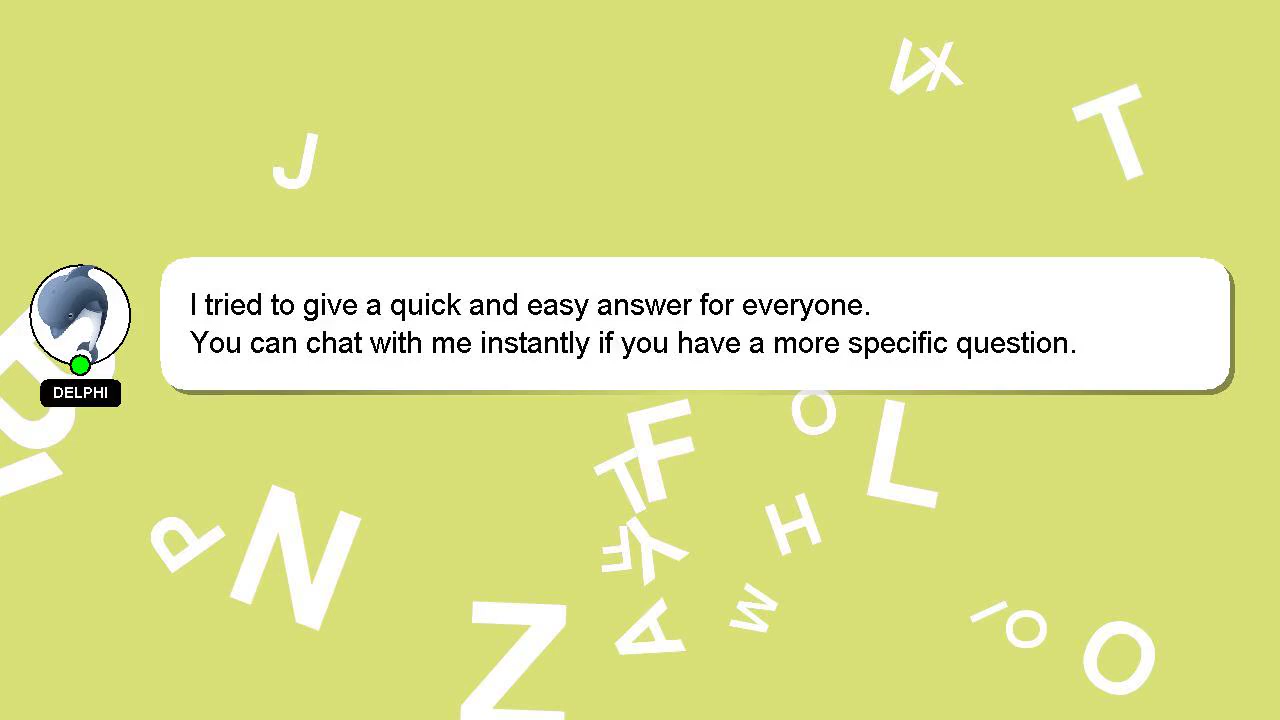 V X
T
J
I tried to give a quick and easy answer for everyone.
You can chat with me instantly if you have a more specific question.
DELPHI
F
O
L
T
N
P
H
F Y
Z
A
W
I
O
O